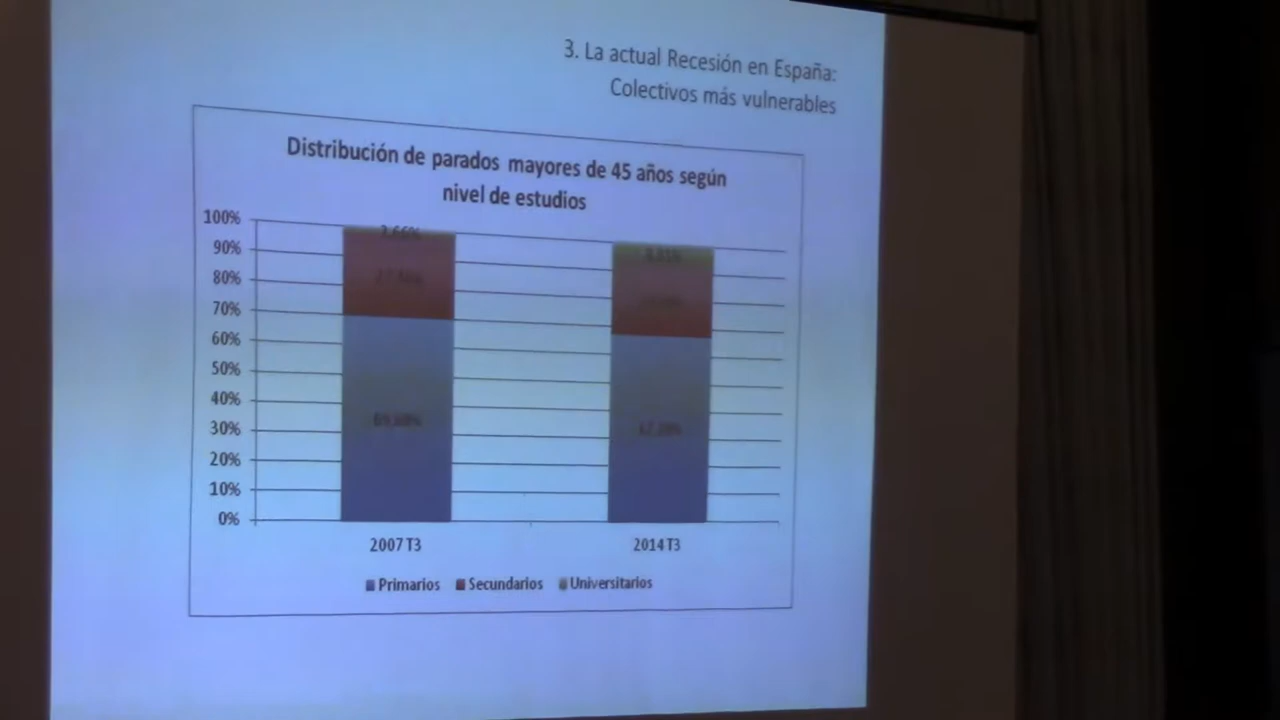 3. La actual Recesión en España:
Colectivos más vulnerables
Distribución de parados mayores de 45 años según
nivel de estudios
100%
90%
80%
70%
60%
50%
40%
30%
20%
10%
0%
2007 T3
2014 T3
Primarios
Secundarios
Universitarios